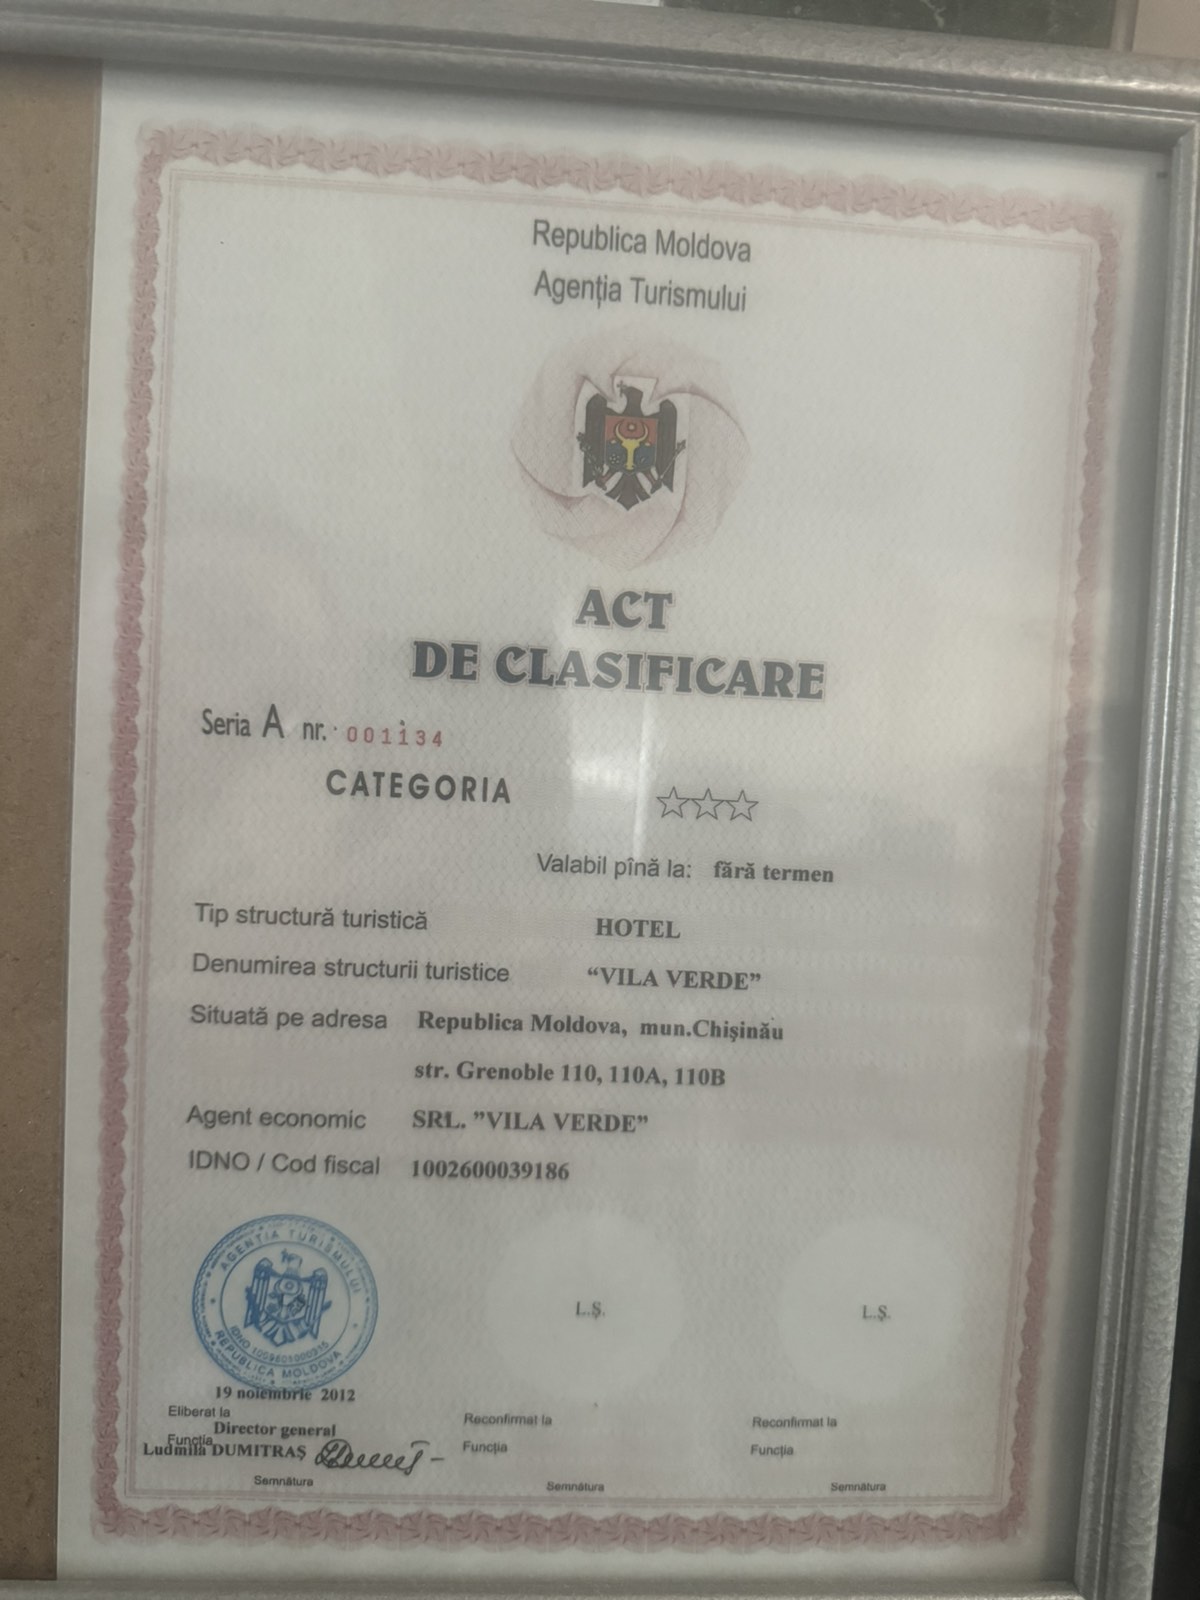 Republica Moldova
Agenția Turismului
ACT
DE CLASIFICARE
Seria A nr. 001134
CATEGORIA
Valabil pînă la: fără termen
Tip structură turistică HOTEL
Denumirea structurii turistice “VILA VERDE”
Situată pe adresa Republica Moldova, mun.Chişinău
str. Grenoble 110, 110A, 110B
Agent economic SRL. ”VILA VERDE”
IDNO / Cod fiscal 1002600039186
AGENȚIA TURISMULUI
REPUBLICA MOLDOVA
L.Ş. L.Ş.
19 noiembrie 2012
Eliberat la Reconfirmat la Reconfirmat la
Director general
Funcția Funcția Funcția
Ludmila DUMITRAŞ
Semnătura Semnătura Semnătura